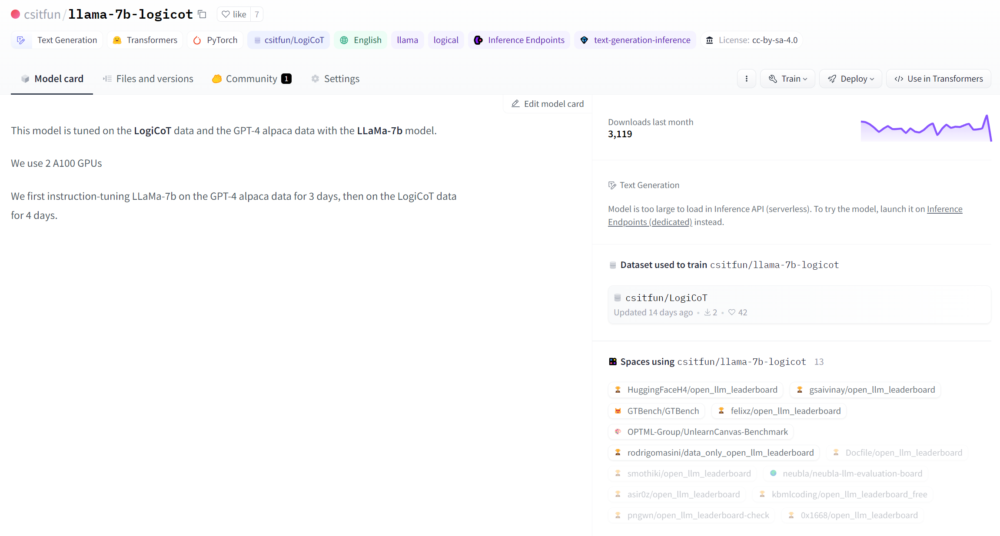 csitfun/llama-7b-logicot like 7
Text Generation Transformers PyTorch csitfun/LogiCoT English llama logical Inference Endpoints text-generation-inference License: cc-by-sa-4.0
Model card Files and versions Community 1 Settings Train Deploy Use in Transformers
Edit model card
This model is tuned on the LogiCoT data and the GPT-4 alpaca data with the LLaMa-7b model.
We use 2 A100 GPUs
We first instruction-tuning LLaMa-7b on the GPT-4 alpaca data for 3 days, then on the LogiCoT data
for 4 days.
Downloads last month
3,119
Text Generation
Model is too large to load in Inference API (serverless). To try the model, launch it on Inference
Endpoints (dedicated) instead.
Dataset used to train csitfun/llama-7b-logicot
csitfun/LogiCoT
Updated 14 days ago • 2 • 42
Spaces using csitfun/llama-7b-logicot 13
HuggingFaceH4/open_llm_leaderboard gsaivinay/open_llm_leaderboard
GTBench/GTBench felixz/open_llm_leaderboard
OPTML-Group/UnlearnCanvas-Benchmark
rodrigomasini/data_only_open_llm_leaderboard Docfile/open_llm_leaderboard
smothiki/open_llm_leaderboard neubla/neubla-llm-evaluation-board
asir0z/open_llm_leaderboard kbmlcoding/open_llm_leaderboard_free
pngwn/open_llm_leaderboard-check 0x1668/open_llm_leaderboard